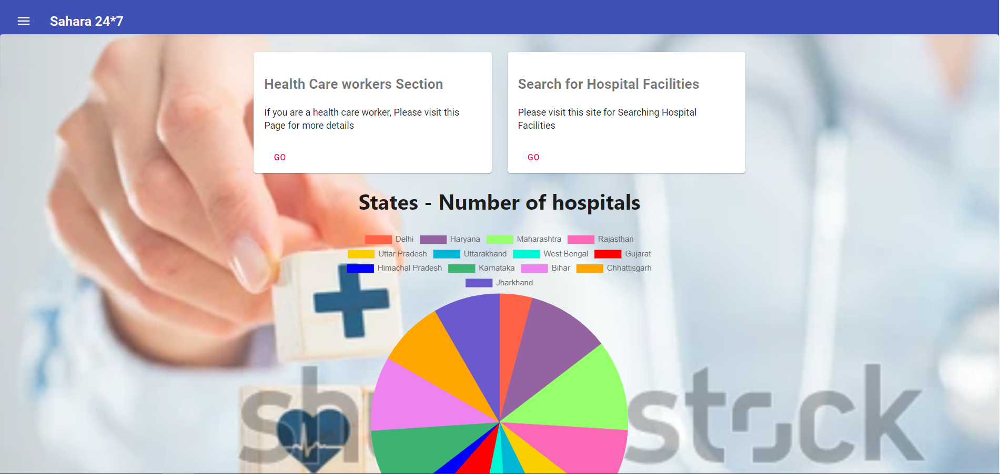 Sahara 24*7
Health Care workers Section
If you are a health care worker, Please visit this
Page for more details
GO
Search for Hospital Facilities
Please visit this site for Searching Hospital
Facilities
GO
States - Number of hospitals
Delhi Haryana Maharashtra Rajasthan
Uttar Pradesh Uttarakhand West Bengal Gujarat
Himachal Pradesh Karnataka Bihar Chhattisgarh
Jharkhand
sh stock